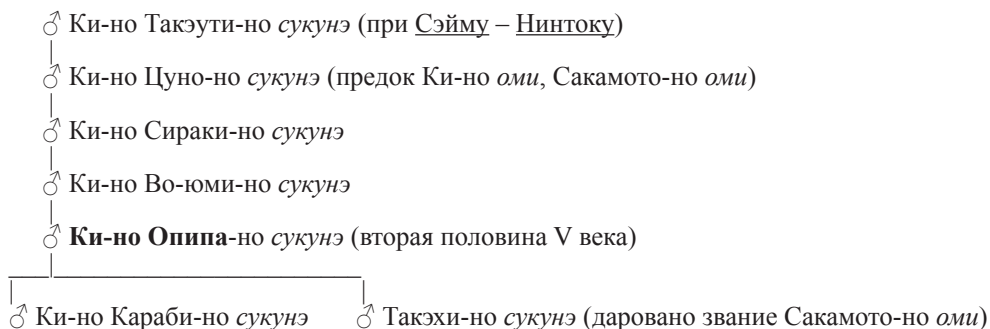 ♂ Ки-но Такэути-но сукунэ (при Сэйму – Нинтоку)
♂ Ки-но Цуно-но сукунэ (предок Ки-но оми, Сакамото-но оми)
♂ Ки-но Сираки-но сукунэ
♂ Ки-но Во-юми-но сукунэ
♂ Ки-но Опипа-но сукунэ (вторая половина V века)
♂ Ки-но Караби-но сукунэ ♂ Такэхи-но сукунэ (даровано звание Сакамото-но оми)